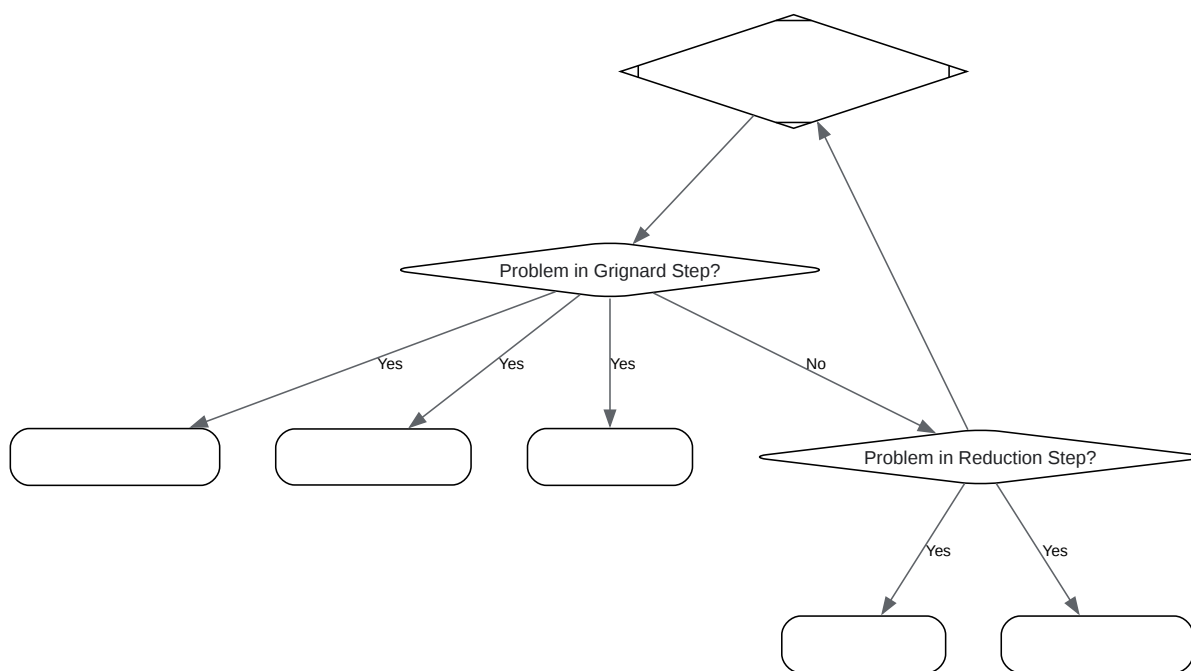 Problem in Grignard Step?
Yes
Yes
Yes
No
Problem in Reduction Step?
Yes
Yes